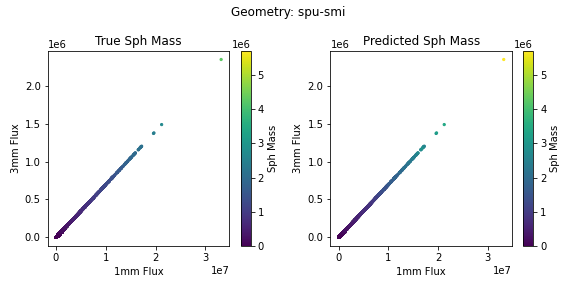 Geometry: spu-smi
True Sph Mass
1e6
2.0
1.5
1.0
0.5
0.0
3mm Flux
0
1
2
3
1e7
1mm Flux
1e6
5
4
3
2
1
0
Sph Mass
Predicted Sph Mass
1e6
2.0
1.5
1.0
0.5
0.0
3mm Flux
0
1
2
3
1e7
1mm Flux
1e6
5
4
3
2
1
0
Sph Mass